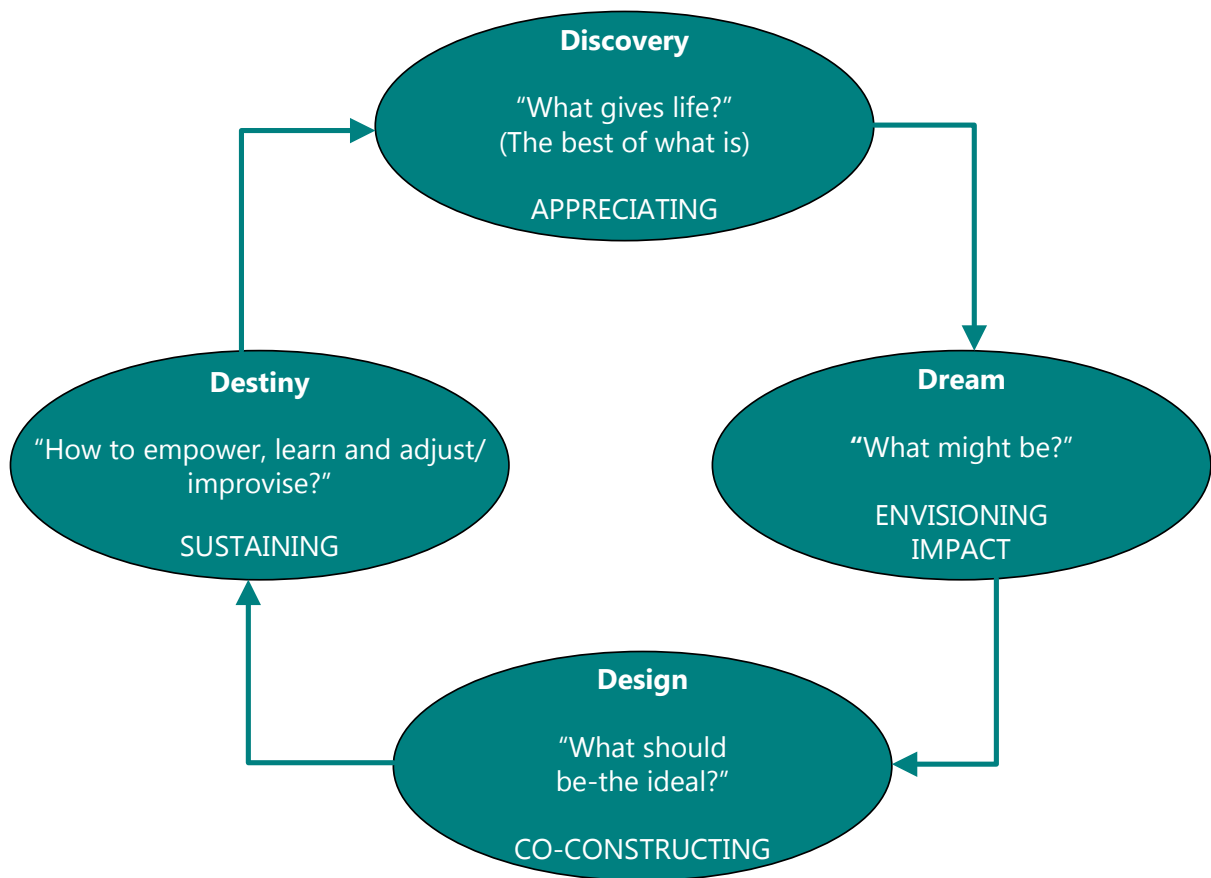 Discovery
“What gives life?”
(The best of what is)
APPRECIATING
Dream
“What might be?”
ENVISIONING
IMPACT
Design
“What should
be-the ideal?”
CO-CONSTRUCTING
Destiny
“How to empower, learn and adjust/
improvise?”
SUSTAINING